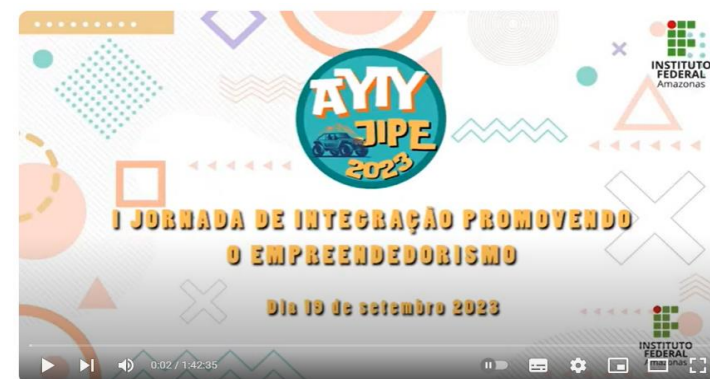 AYTY
JIPE
2023
INSTITUTO
FEDERAL
Amazonas
I JORNADA DE INTEGRAÇÃO PROMOVENDO
O EMPREENDEDORISMO
Dia 19 de setembro 2023
INSTITUTO
FEDERAL
Amazonas
0:02 / 1:42:35